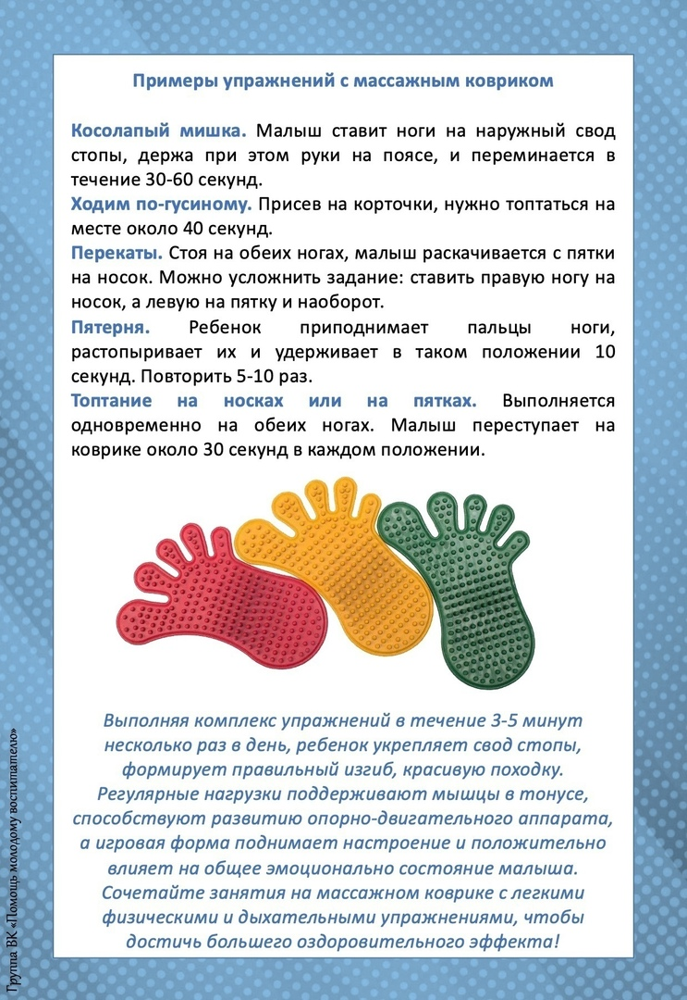 Примеры упражнений с массажным ковриком
Косолапый мишка. Малыш ставит ноги на наружный свод
стопы, держа при этом руки на поясе, и переминается в
течение 30-60 секунд.
Ходим по-гусиному. Присев на корточки, нужно топтаться на
месте около 40 секунд.
Перекаты. Стоя на обеих ногах, малыш раскачивается с пятки
на носок. Можно усложнить задание: ставить правую ногу на
носок, а левую на пятку и наоборот.
Пятерня. Ребенок приподнимает пальцы ноги,
растопыривает их и удерживает в таком положении 10
секунд. Повторить 5-10 раз.
Топтание на носках или на пятках. Выполняется
одновременно на обеих ногах. Малыш переступает на
коврике около 30 секунд в каждом положении.
Выполняя комплекс упражнений в течение 3-5 минут
несколько раз в день, ребенок укрепляет свод стопы,
формирует правильный изгиб, красивую походку.
Регулярные нагрузки поддерживают мышцы в тонусе,
способствуют развитию опорно-двигательного аппарата,
а игровая форма поднимает настроение и положительно
влияет на общее эмоционально состояние малыша.
Сочетайте занятия на массажном коврике с легкими
физическими и дыхательными упражнениями, чтобы
достичь большего оздоровительного эффекта!
Группа ВК «Помощь молодому воспитателю»